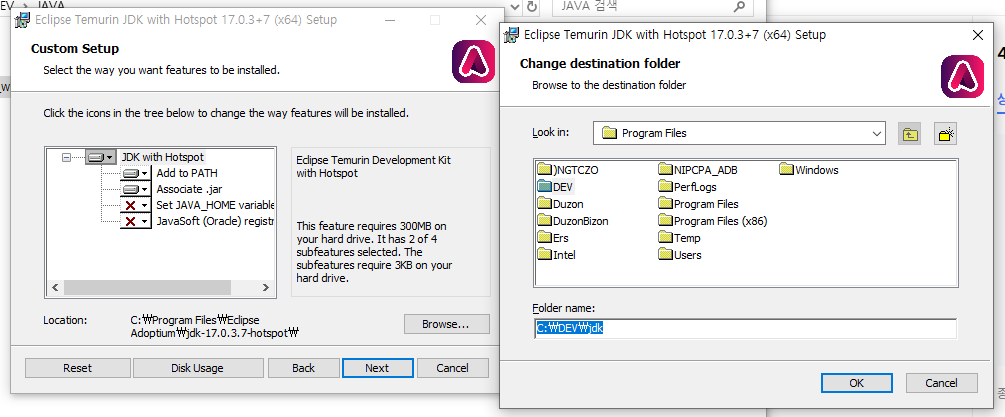 EV > JAVA
JAVA 검색
Eclipse Temurin JDK with Hotspot 17.0.3+7 (x64) Setup
Custom Setup
Select the way you want features to be installed.
Click the icons in the tree below to change the way features will be installed.
JDK with Hotspot
Add to PATH
Associate .jar
Set JAVA_HOME variable
JavaSoft (Oracle) registr
Eclipse Temurin Development Kit
with Hotspot
This feature requires 300MB on
your hard drive. It has 2 of 4
subfeatures selected. The
subfeatures require 3KB on your
hard drive.
Location:
C:₩Program Files₩Eclipse
Adoptium₩jdk-17.0.3.7-hotspot₩
Browse...
Reset
Disk Usage
Back
Next
Cancel
Eclipse Temurin JDK with Hotspot 17.0.3+7 (x64) Setup
Change destination folder
Browse to the destination folder
Look in:
Program Files
)NGTCZO
DEV
Duzon
DuzonBizon
Ers
Intel
NIPCPA_ADB
PerfLogs
Program Files
Program Files (x86)
Temp
Users
Windows
Folder name:
C:₩DEV₩jdk
OK
Cancel